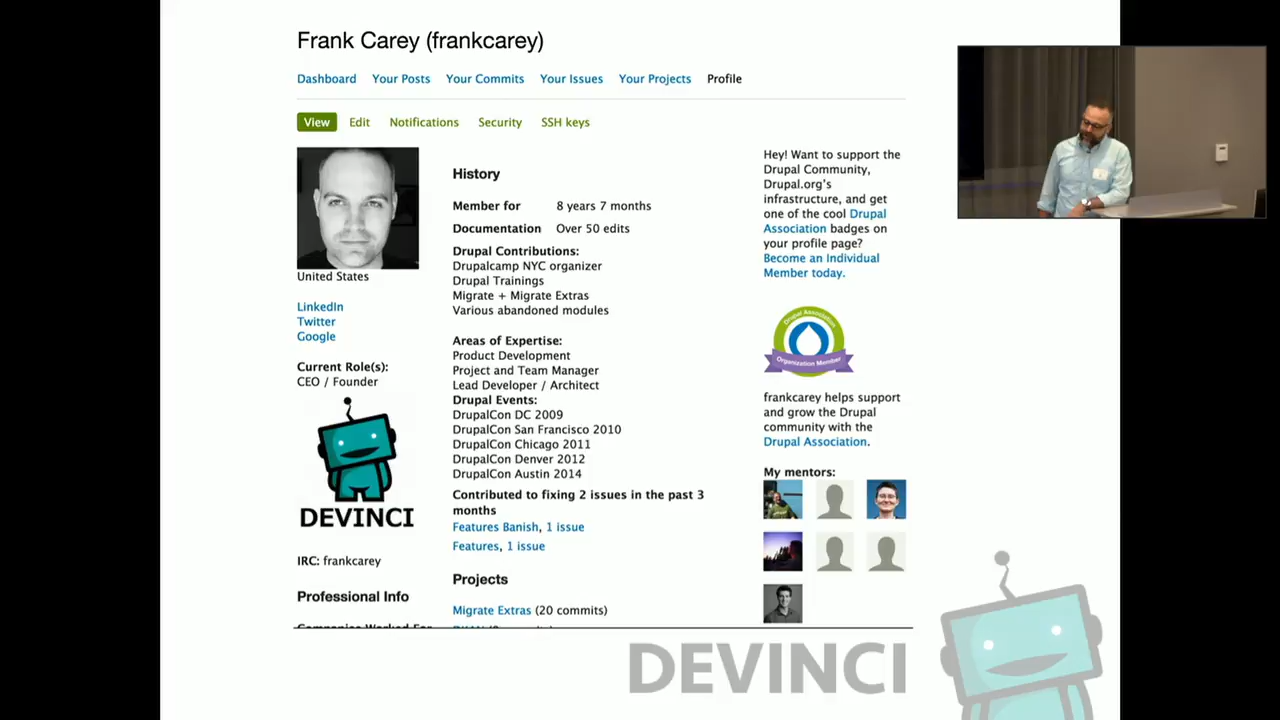 Frank Carey (frankcarey)
Dashboard Your Posts Your Commits Your Issues Your Projects Profile
View Edit Notifications Security SSH keys
United States
LinkedIn
Twitter
Google
Current Role(s):
CEO / Founder
DEVINCI
IRC: frankcarey
Professional Info
Companies Worked For
History
Member for 8 years 7 months
Documentation Over 50 edits
Drupal Contributions:
Drupalcamp NYC organizer
Drupal Trainings
Migrate + Migrate Extras
Various abandoned modules
Areas of Expertise:
Product Development
Project and Team Manager
Lead Developer / Architect
Drupal Events:
DrupalCon DC 2009
DrupalCon San Francisco 2010
DrupalCon Chicago 2011
DrupalCon Denver 2012
DrupalCon Austin 2014
Contributed to fixing 2 issues in the past 3
months
Features Banish, 1 issue
Features, 1 issue
Projects
Migrate Extras (20 commits)
Hey! Want to support the
Drupal Community,
Drupal.org's
infrastructure, and get
one of the cool Drupal
Association badges on
your profile page?
Become an Individual
Member today.
Drupal Association
Organization Member
frankcarey helps support
and grow the Drupal
community with the
Drupal Association.
My mentors:
DEVINCI